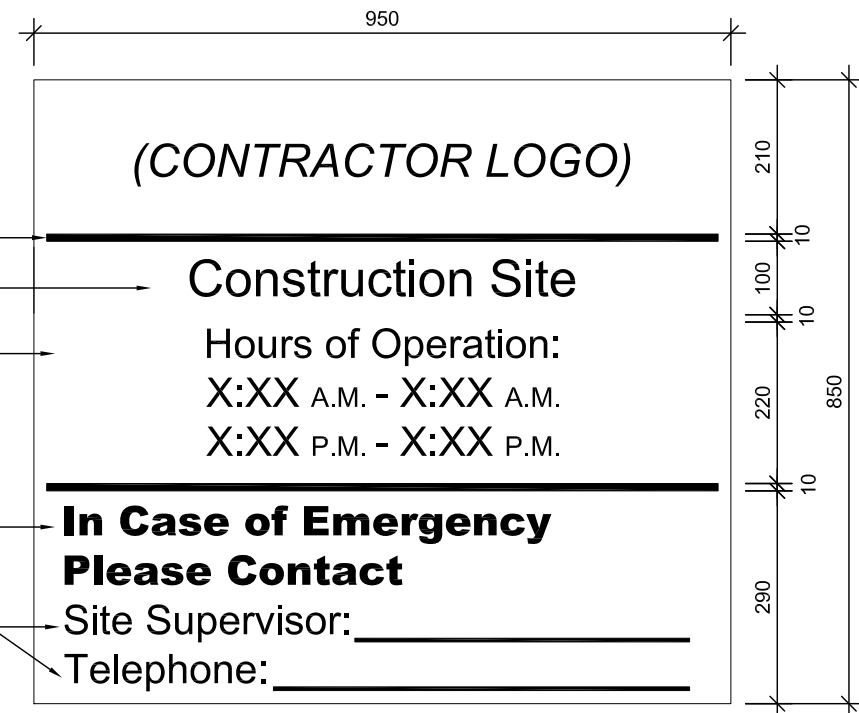 950
(CONTRACTOR LOGO)
210
10
Construction Site
100
10
Hours of Operation:
X:XX A.M. - X:XX A.M.
220
850
X:XX P.M. - X:XX P.M.
10
In Case of Emergency
Please Contact
290
Site Supervisor:
Telephone: